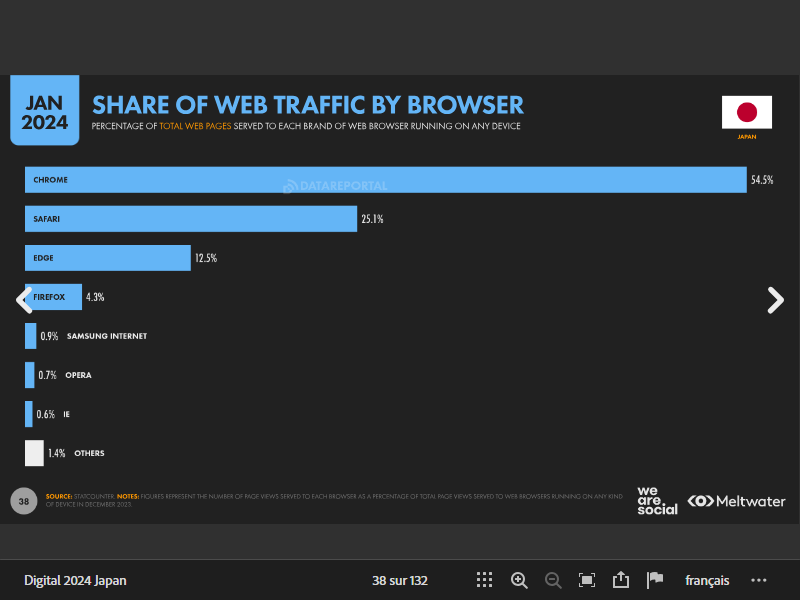 JAN
2024
SHARE OF WEB TRAFFIC BY BROWSER
PERCENTAGE OF TOTAL WEB PAGES SERVED TO EACH BRAND OF WEB BROWSER RUNNING ON ANY DEVICE
JAPAN
CHROME 54.5%
DATAREPORTAL
SAFARI 25.1%
EDGE 12.5%
FIREFOX 4.3%
0.9% SAMSUNG INTERNET
0.7% OPERA
0.6% IE
1.4% OTHERS
38
SOURCE: STATCOUNTER. NOTES: FIGURES REPRESENT THE NUMBER OF PAGE VIEWS SERVED TO EACH BROWSER AS A PERCENTAGE OF TOTAL PAGE VIEWS SERVED TO WEB BROWSERS RUNNING ON ANY KIND
OF DEVICE IN DECEMBER 2023.
we
are
social
Meltwater
Digital 2024 Japan
38 sur 132
français